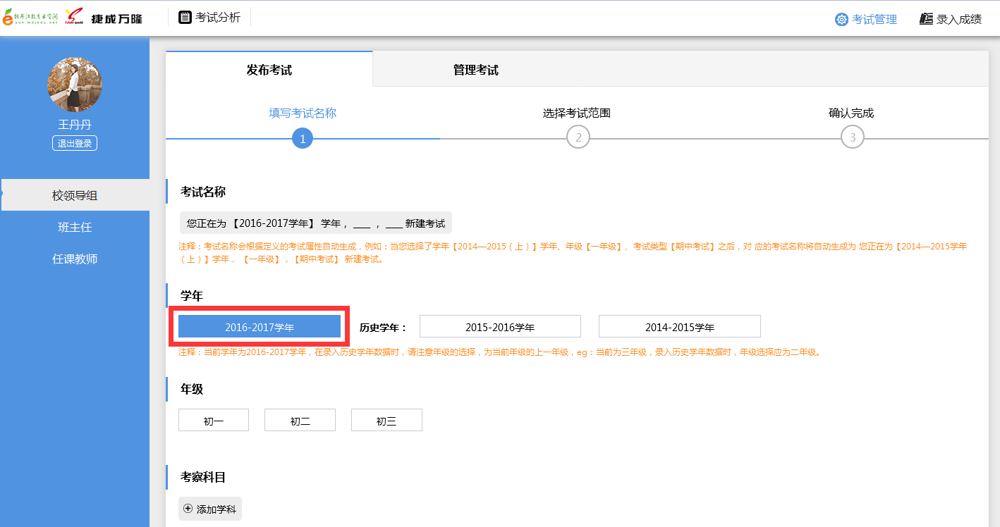 牡丹江教育云空间
yun.mdjedu.net
Future world
捷成万隆
考试分析
考试管理
录入成绩
王丹丹
退出登录
校领导组
班主任
任课教师
发布考试
管理考试
填写考试名称
选择考试范围
确认完成
1
2
3
考试名称
您正在为 【2016-2017学年】 学年， ___ ， ___ 新建考试
注释：考试名称会根据定义的考试属性自动生成，例如：当您选择了学年【2014—2015（上）】学年、年级【一年级】、考试类型【期中考试】之后，对 应的考试名称将自动生成为 您正在为【2014—2015学年
（上）】学年， 【一年级】，【期中考试】 新建考试。
学年
2016-2017学年
历史学年：
2015-2016学年
2014-2015学年
注释：当前学年为2016-2017学年，在录入历史学年数据时，请注意年级的选择，为当前年级的上一年级，eg：当前为三年级，录入历史学年数据时，年级选择应为二年级。
年级
初一
初二
初三
考察科目
添加学科